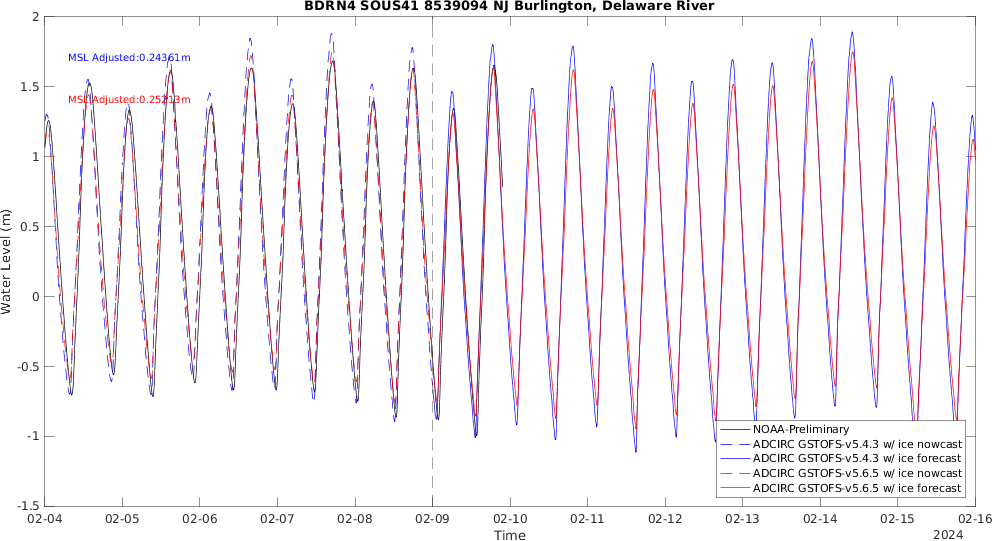 BDRN4 SOUS41 8539094 NJ Burlington, Delaware River
MSL Adjusted:0.24361m
MSL Adjusted:0.25213m
Water Level (m)
2
1.5
1
0.5
0
-0.5
-1
-1.5
NOAA-Preliminary
ADCIRC GSTOFS-v5.4.3 w/ ice nowcast
ADCIRC GSTOFS-v5.4.3 w/ ice forecast
ADCIRC GSTOFS-v5.6.5 w/ ice nowcast
ADCIRC GSTOFS-v5.6.5 w/ ice forecast
02-04 02-05 02-06 02-07 02-08 02-09 02-10 02-11 02-12 02-13 02-14 02-15 02-16
Time
2024